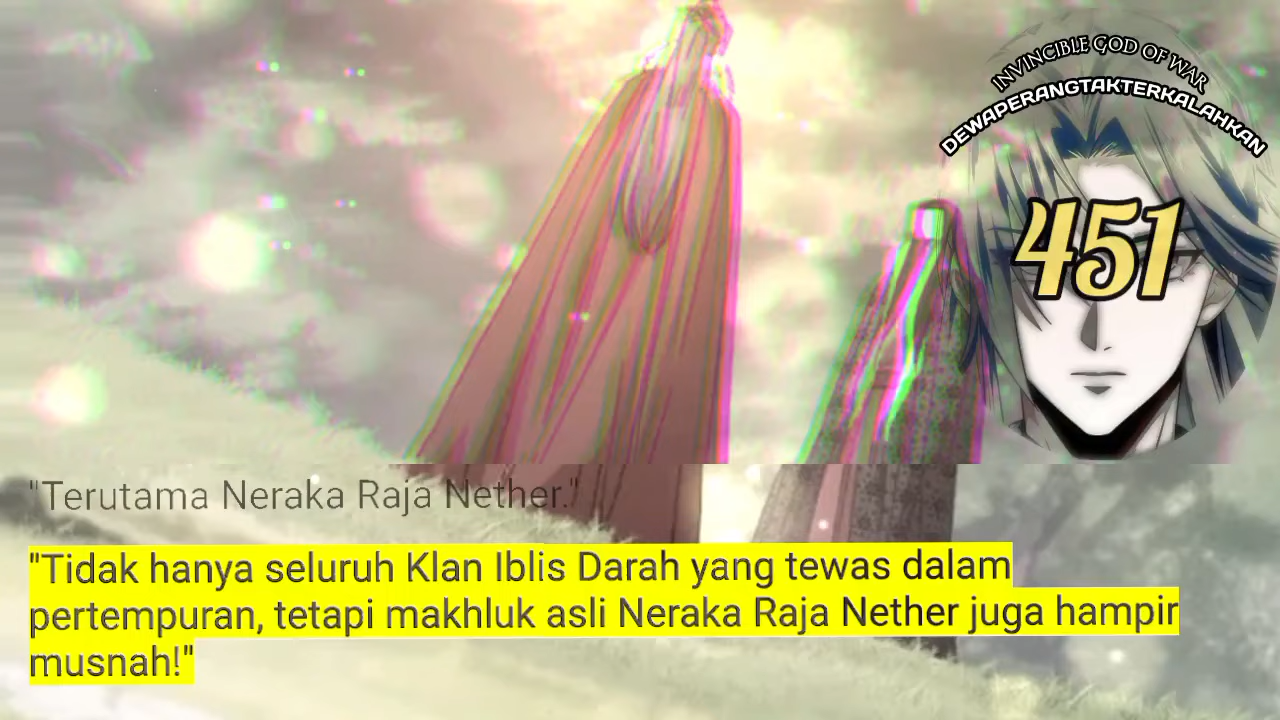 INVINCIBLE GOD OF WAR
DEWAPERANGTAKTERKALAHKAN
451
"Terutama Neraka Raja Nether."
"Tidak hanya seluruh Klan Iblis Darah yang tewas dalam
pertempuran, tetapi makhluk asli Neraka Raja Nether juga hampir
musnah!"